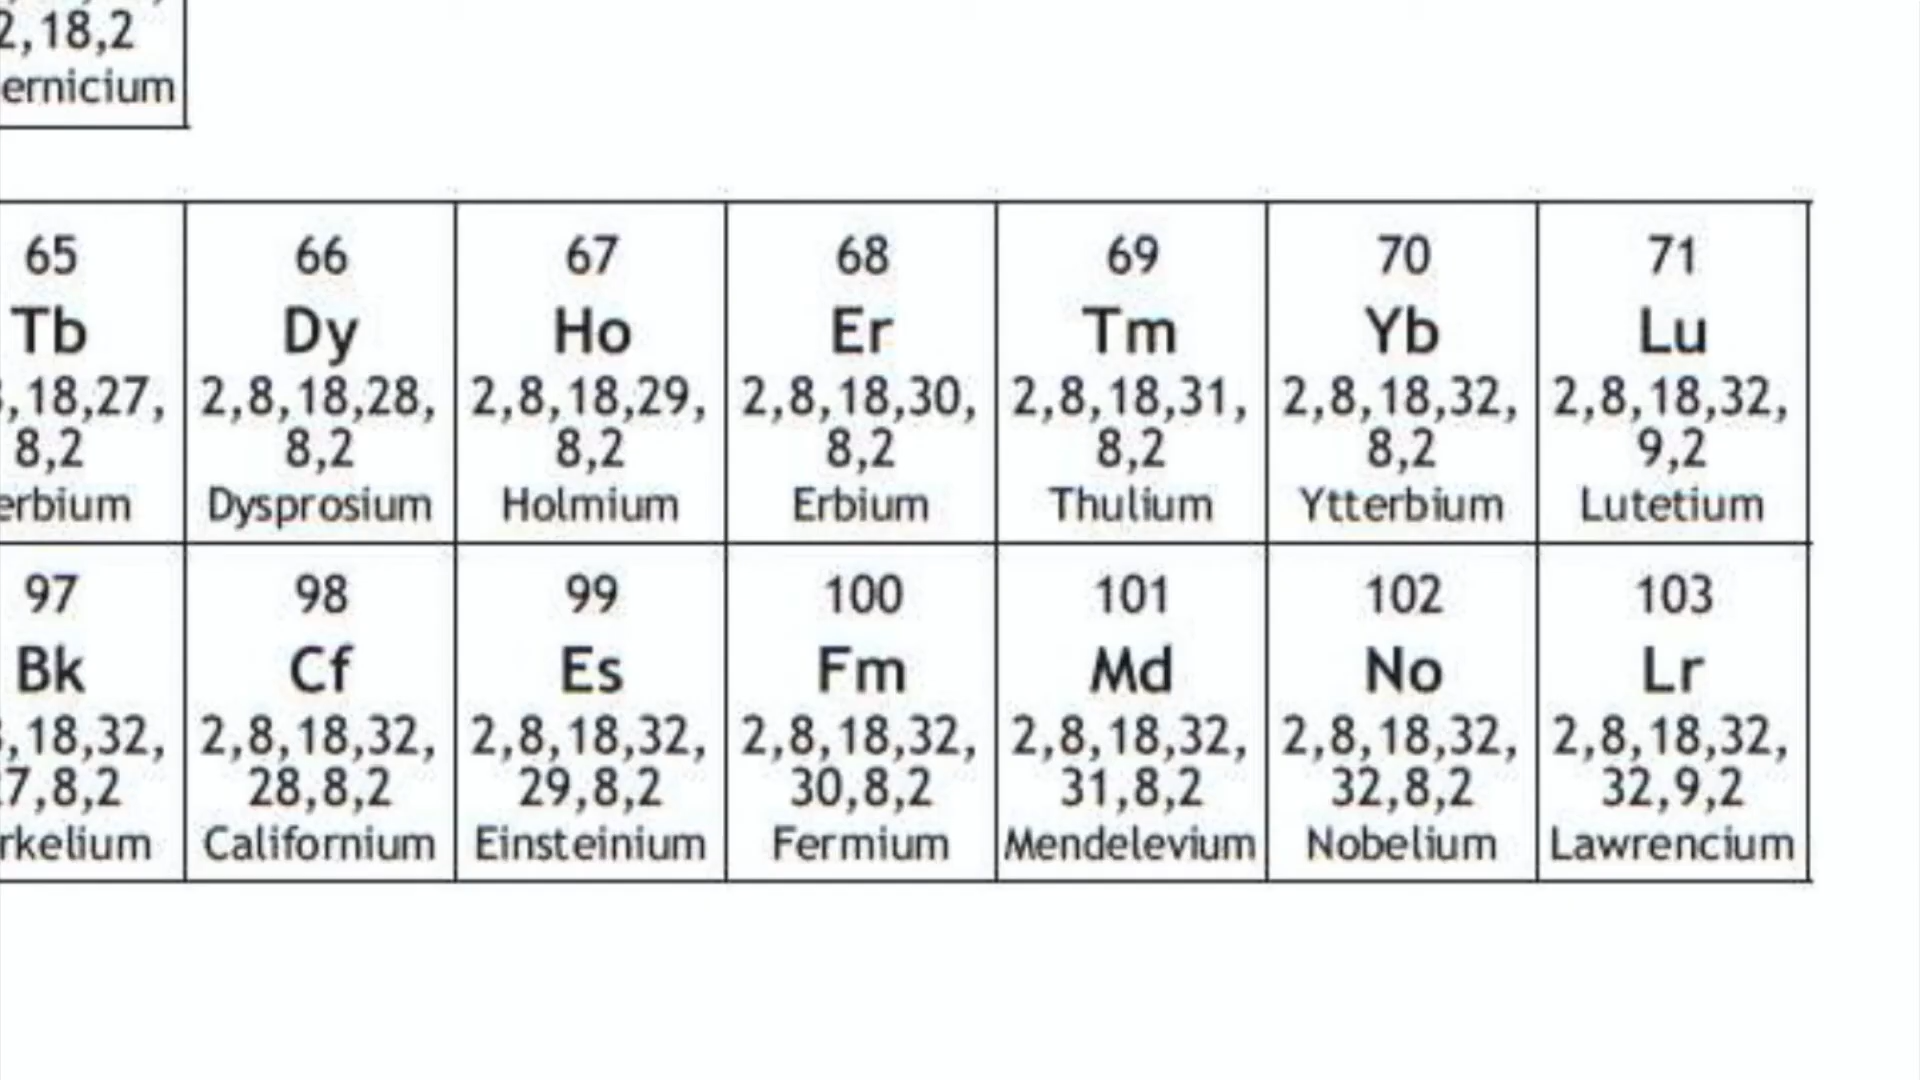 2,18,2
ernicium
65 66 67 68 69 70 71
Tb Dy Ho Er Tm Yb Lu
,18,27, 2,8,18,28, 2,8,18,29, 2,8,18,30, 2,8,18,31, 2,8,18,32, 2,8,18,32,
8,2 8,2 8,2 8,2 8,2 8,2 9,2
erbium Dysprosium Holmium Erbium Thulium Ytterbium Lutetium
97 98 99 100 101 102 103
Bk Cf Es Fm Md No Lr
,18,32, 2,8,18,32, 2,8,18,32, 2,8,18,32, 2,8,18,32, 2,8,18,32, 2,8,18,32,
7,8,2 28,8,2 29,8,2 30,8,2 31,8,2 32,8,2 32,9,2
rkelium Californium Einsteinium Fermium Mendelevium Nobelium Lawrencium